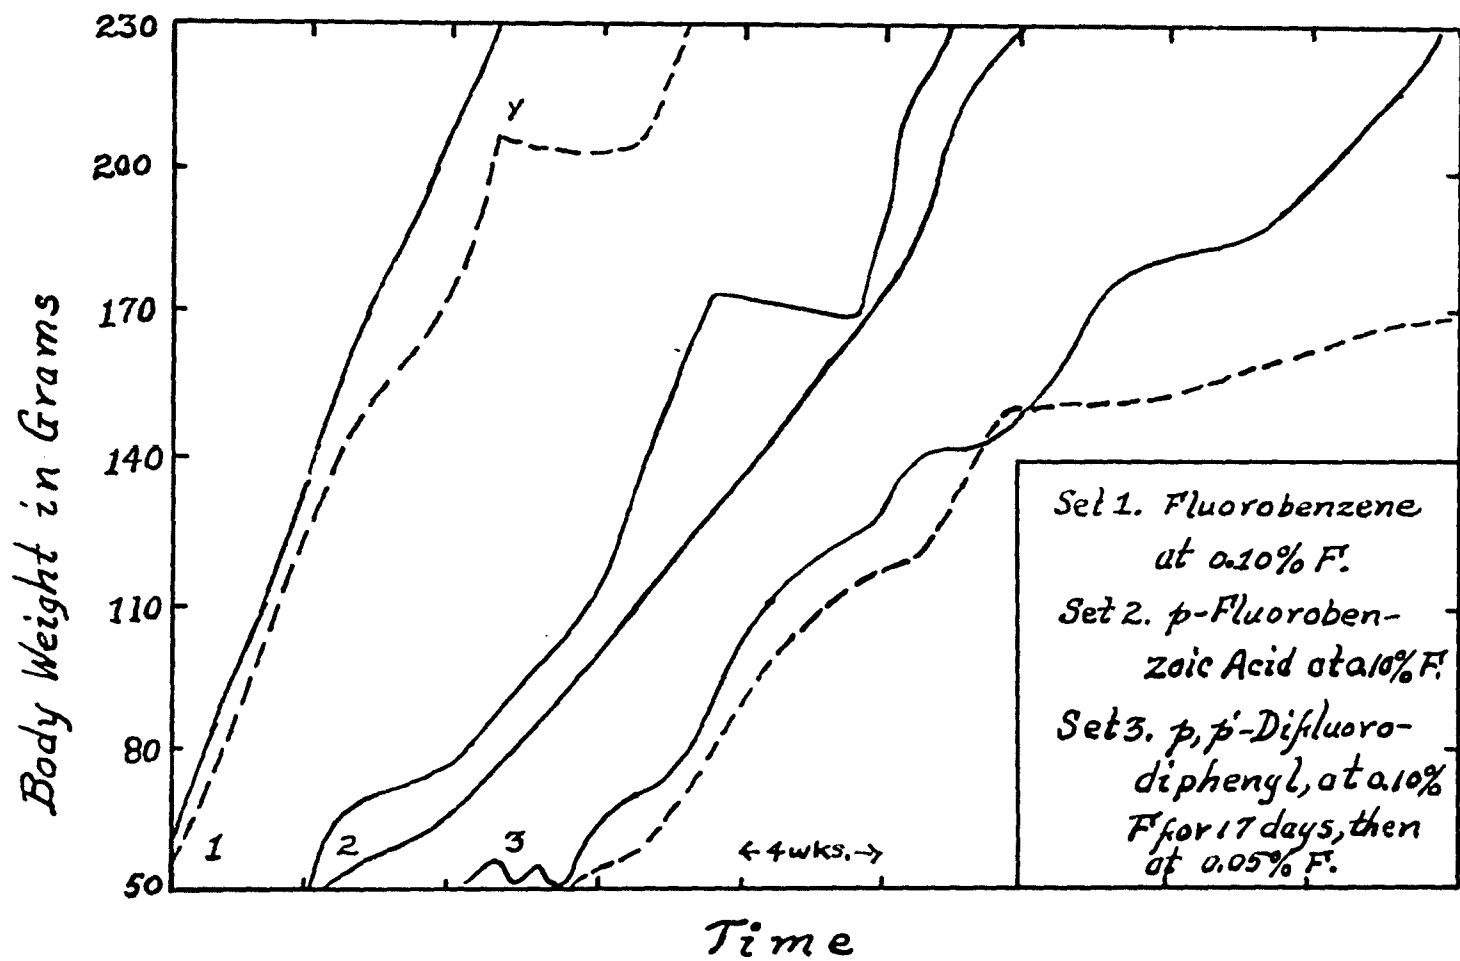 230
200
170
140
110
80
50
Body Weight in Grams
Y
1
2
3
←4wks.→
Time
Set 1. Fluorobenzene
at 0.10% F.
Set 2. p-Fluoroben-
zoic Acid at 0.10% F.
Set 3. p, p'-Difluoro-
diphenyl, at 0.10%
F for 17 days, then
at 0.05% F.